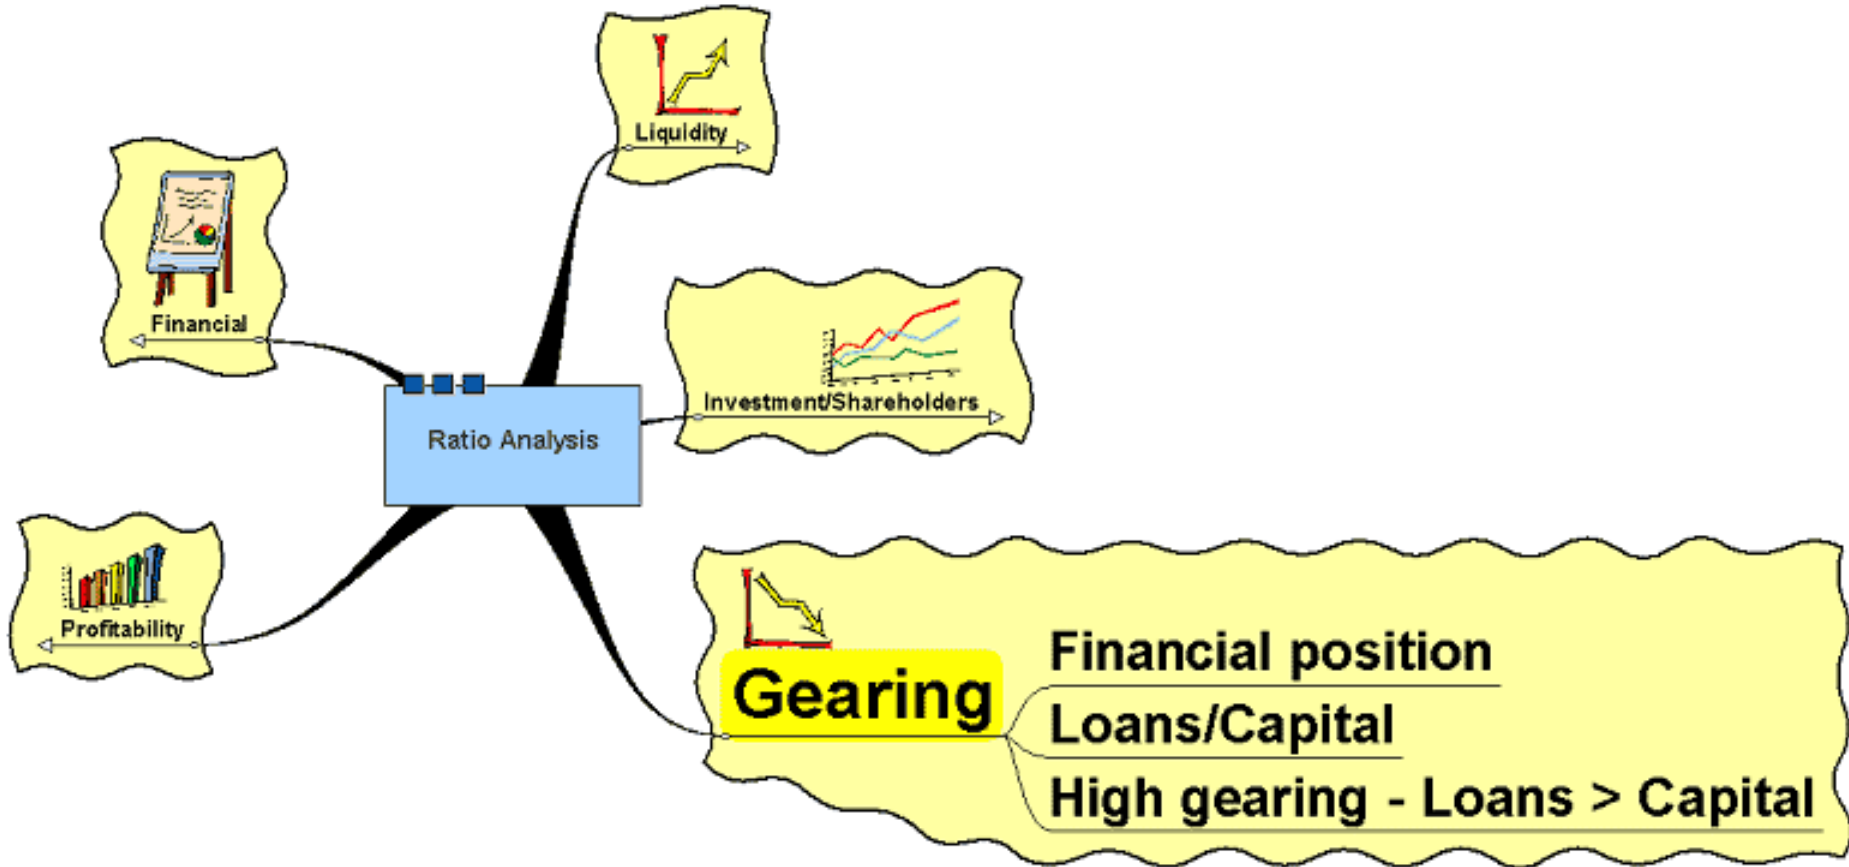 Liquidity
Financial
Investment/Shareholders
Ratio Analysis
Profitability
Gearing
Financial position
Loans/Capital
High gearing - Loans > Capital